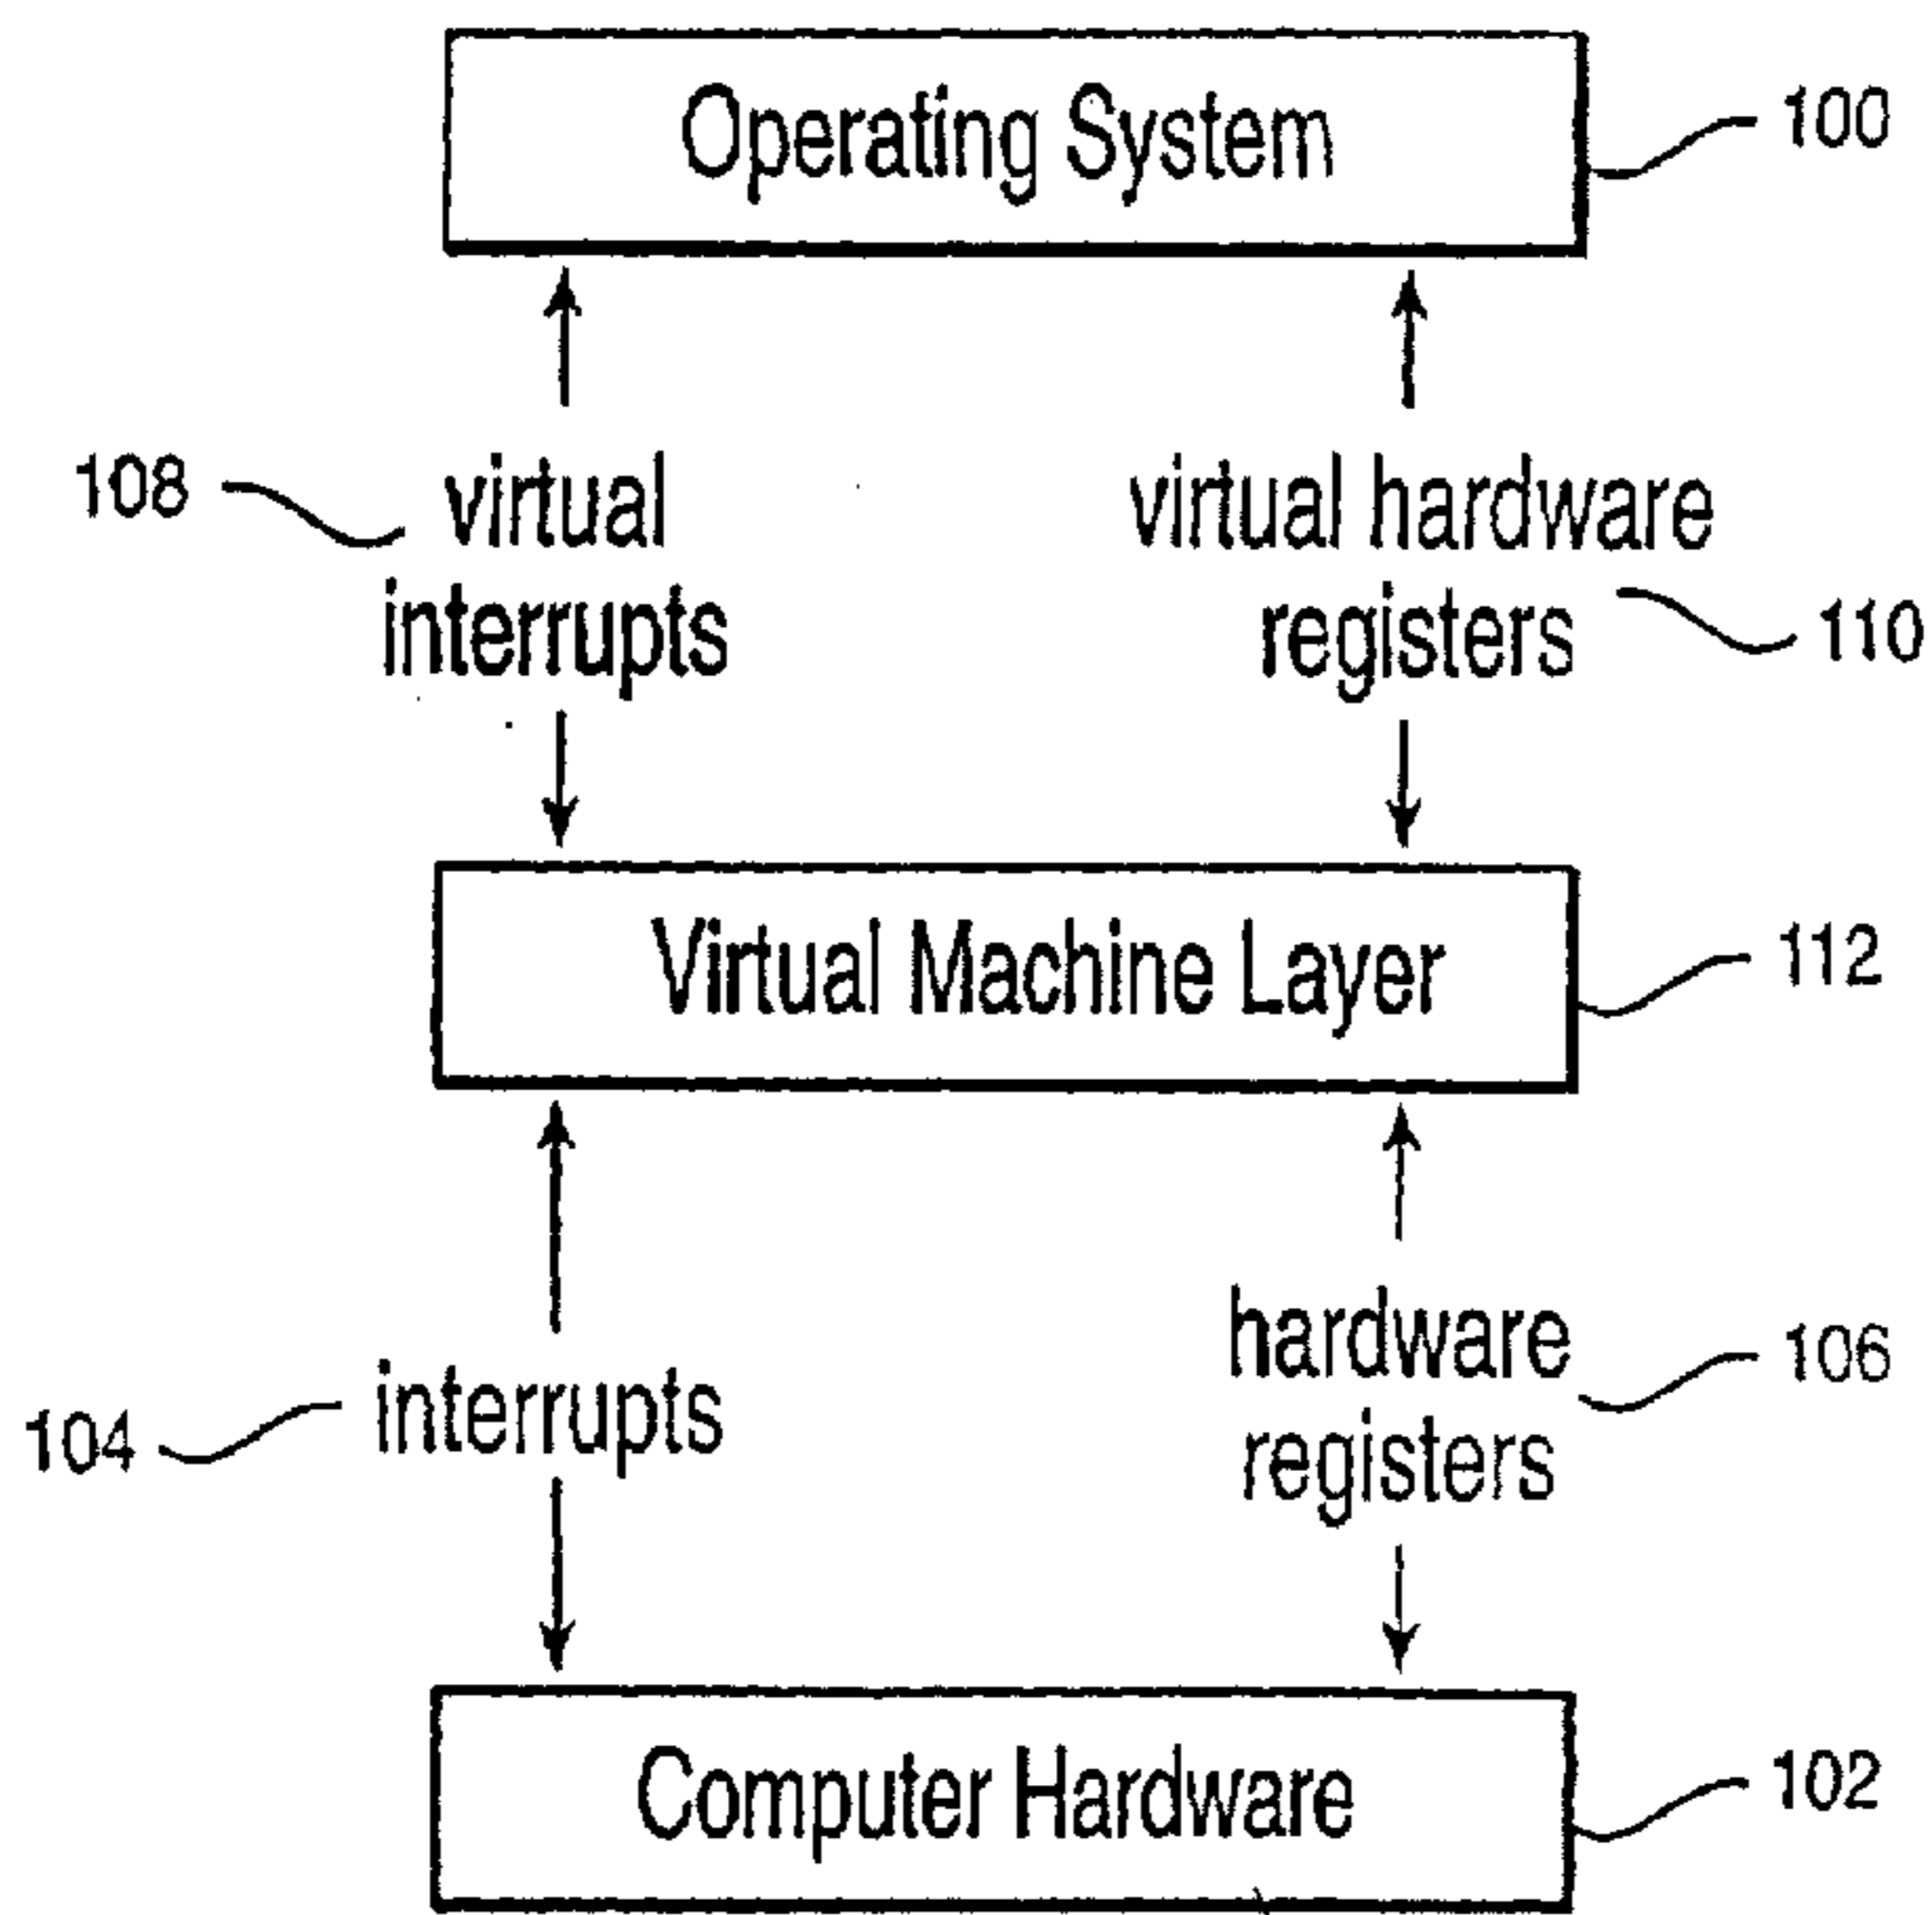 Operating System
100
108
virtual
interrupts
virtual hardware
registers
110
Virtual Machine Layer
112
104
interrupts
hardware
registers
106
Computer Hardware
102